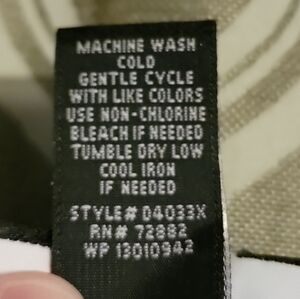 MACHINE WASH
COLD
GENTLE CYCLE
WITH LIKE COLORS
USE NON-CHLORINE
BLEACH IF NEEDED
TUMBLE DRY LOW
COOL IRON
IF NEEDED
STYLE# D4033X
RN# 72882
WP 13010942